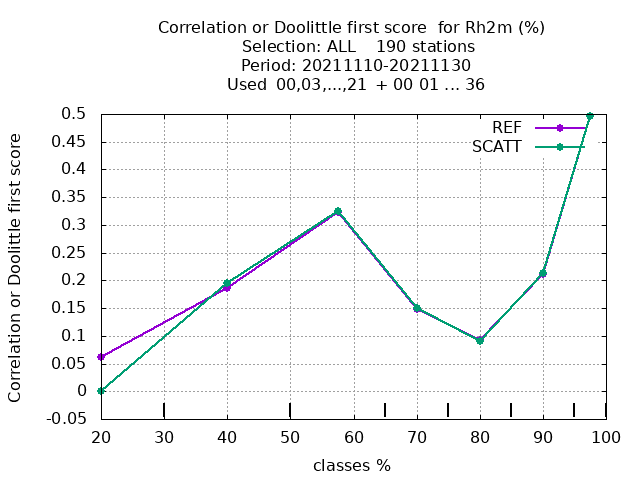 Correlation or Doolittle first score  for Rh2m (%)
Selection: ALL    190 stations
Period: 20211110-20211130
Used  00,03,...,21  + 00 01 ... 36
Correlation or Doolittle first score
0.5
0.45
0.4
0.35
0.3
0.25
0.2
0.15
0.1
0.05
0
-0.05
REF
SCATT
20 30 40 50 60 70 80 90 100
classes %